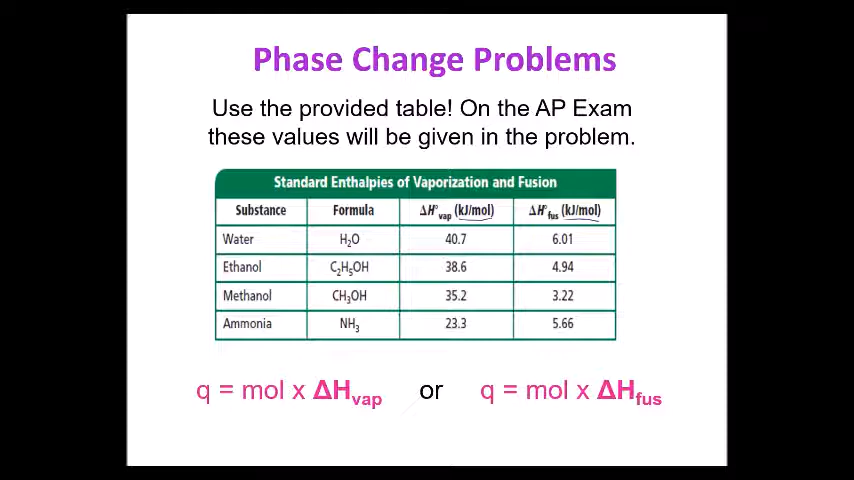 Phase Change Problems
Use the provided table! On the AP Exam
these values will be given in the problem.
Standard Enthalpies of Vaporization and Fusion
Substance Formula ΔH°vap (kJ/mol) ΔH°fus (kJ/mol)
Water H₂O 40.7 6.01
Ethanol C₂H₅OH 38.6 4.94
Methanol CH₃OH 35.2 3.22
Ammonia NH₃ 23.3 5.66
q = mol x ΔHvap or q = mol x ΔHfus